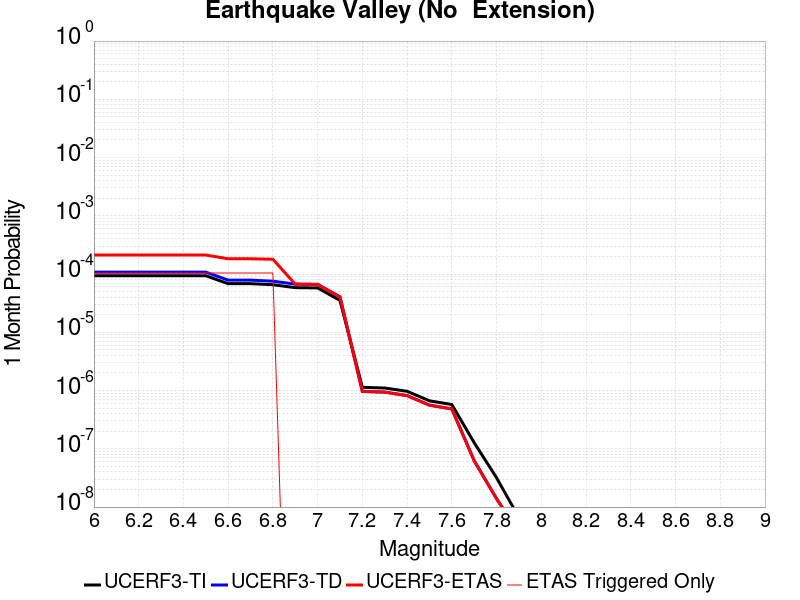 Earthquake Valley (No  Extension)
10^0
10^-1
10^-2
10^-3
10^-4
10^-5
10^-6
10^-7
10^-8
1 Month Probability
6 6.2 6.4 6.6 6.8 7 7.2 7.4 7.6 7.8 8 8.2 8.4 8.6 8.8 9
Magnitude
UCERF3-TI UCERF3-TD UCERF3-ETAS ETAS Triggered Only